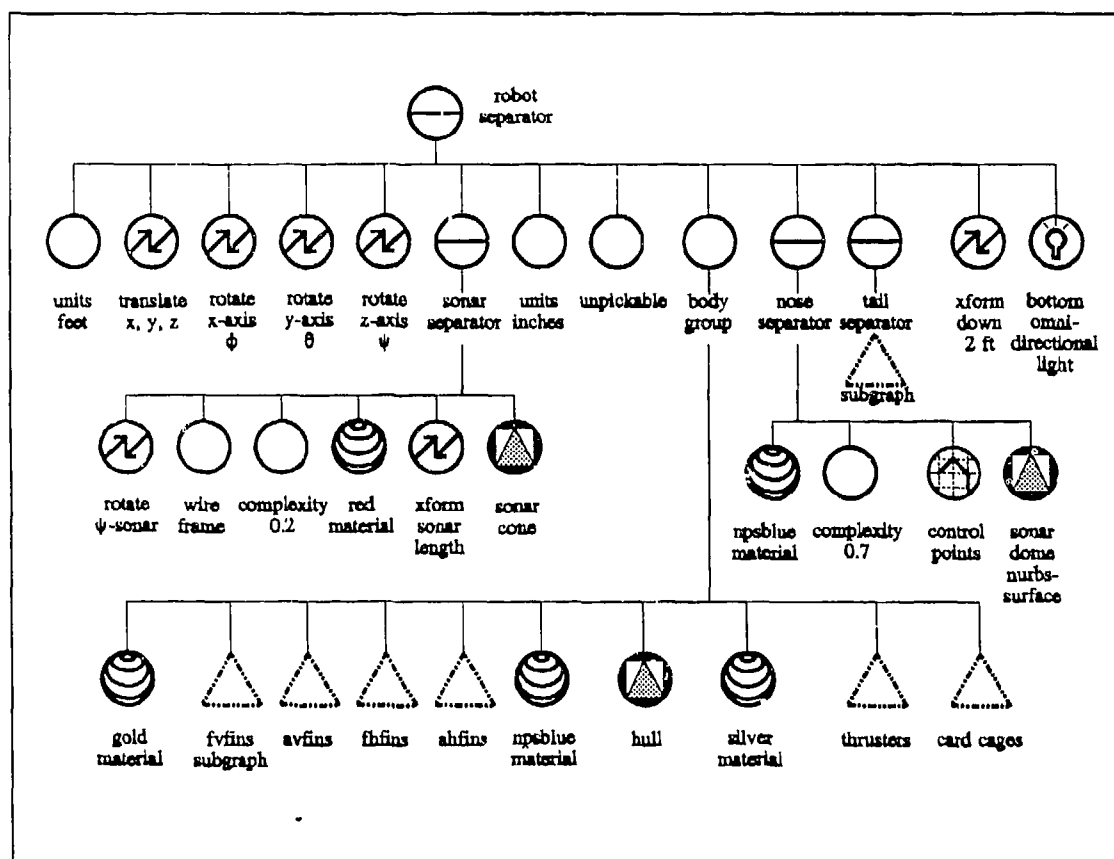 robot
separator
units
feet
translate
x, y, z
rotate
x-axis
ϕ
rotate
y-axis
θ
rotate
z-axis
ψ
sonar
separator
units
inches
unpickable
body
group
nose
separator
tail
separator
xform
down
2 ft
bottom
omni-
directional
light
subgraph
rotate
ψ-sonar
wire
frame
complexity
0.2
red
material
xform
sonar
length
sonar
cone
npsblue
material
complexity
0.7
control
points
sonar
dome
nurbs-
surface
gold
material
fvfins
subgraph
avfins
fhfins
ahfins
npsblue
material
hull
silver
material
thrusters
card cages